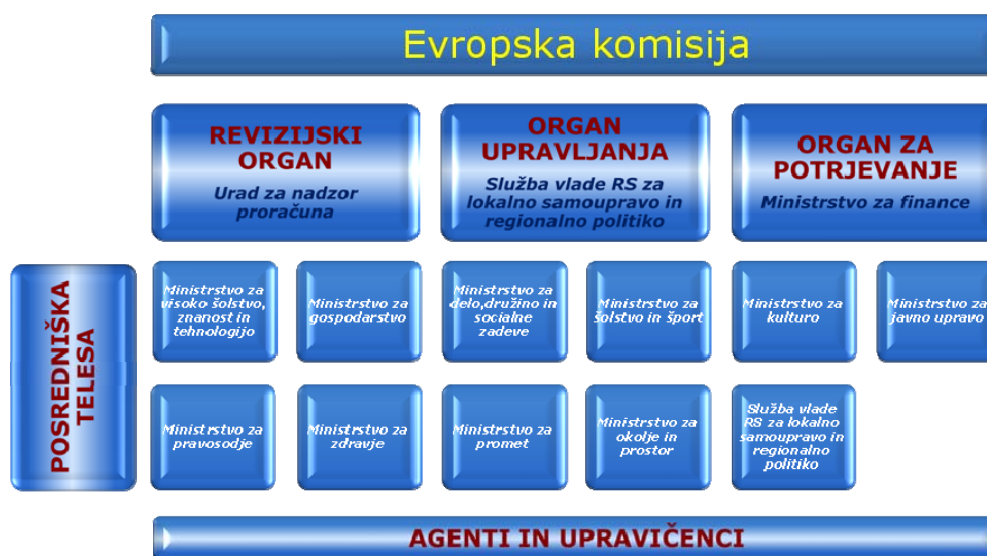 Evropska komisija
REVIZIJSKI
ORGAN
Urad za nadzor
proračuna
ORGAN
UPRAVLJANJA
Služba vlade RS za
lokalno samoupravo in
regionalno politiko
ORGAN ZA
POTRJEVANJE
Ministrstvo za finance
POSREDNIŠKA
TELESA
Ministrstvo za
visoko šolstvo,
znanost in
tehnologijo
Ministrstvo za
gospodarstvo
Ministrstvo za
delo,družino in
socialne
zadeve
Ministrstvo za
šolstvo in šport
Ministrstvo za
kulturo
Ministrstvo za
javno upravo
Ministrstvo za
pravosodje
Ministrstvo za
zdravje
Ministrstvo za
promet
Ministrstvo za
okolje in
prostor
Služba vlade
RS za lokalno
samoupravo in
regionalno
politiko
AGENTI IN UPRAVIČENCI